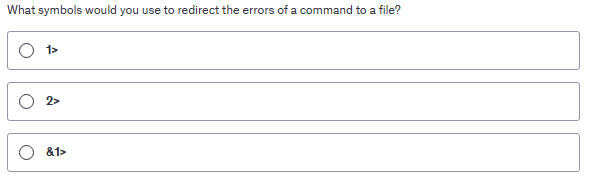 What symbols would you use to redirect the errors of a command to a file?
1>
2>
&1>